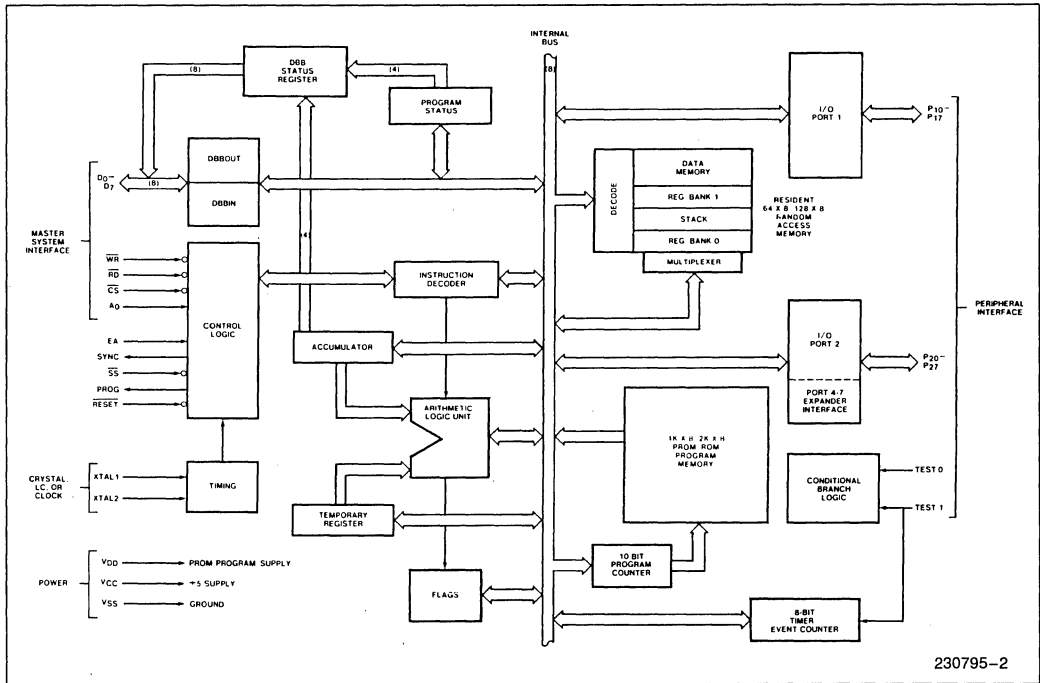 INTERNAL
BUS
(8)
DBB
STATUS
REGISTER
(8)
(4)
PROGRAM
STATUS
D0–
D7
(8)
DBBOUT
DBBIN
MASTER
SYSTEM
INTERFACE
WR
RD
CS
A0
EA
SYNC
SS
PROG
RESET
CONTROL
LOGIC
(4)
INSTRUCTION
DECODER
ACCUMULATOR
ARITHMETIC
LOGIC UNIT
TEMPORARY
REGISTER
FLAGS
CRYSTAL,
LC, OR
CLOCK
XTAL1
XTAL2
TIMING
POWER
VDD
PROM PROGRAM SUPPLY
VCC
+5 SUPPLY
VSS
GROUND
I/O
PORT 1
P10–
P17
DECODE
DATA
MEMORY
REG BANK 1
STACK
REG BANK 0
MULTIPLEXER
RESIDENT
64 X 8 128 X 8
RANDOM
ACCESS
MEMORY
PERIPHERAL
INTERFACE
I/O
PORT 2
PORT 4-7
EXPANDER
INTERFACE
P20–
P27
1K X 8 2K X 8
PROM ROM
PROGRAM
MEMORY
CONDITIONAL
BRANCH
LOGIC
TEST 0
TEST 1
10 BIT
PROGRAM
COUNTER
8-BIT
TIMER
EVENT COUNTER
230795–2